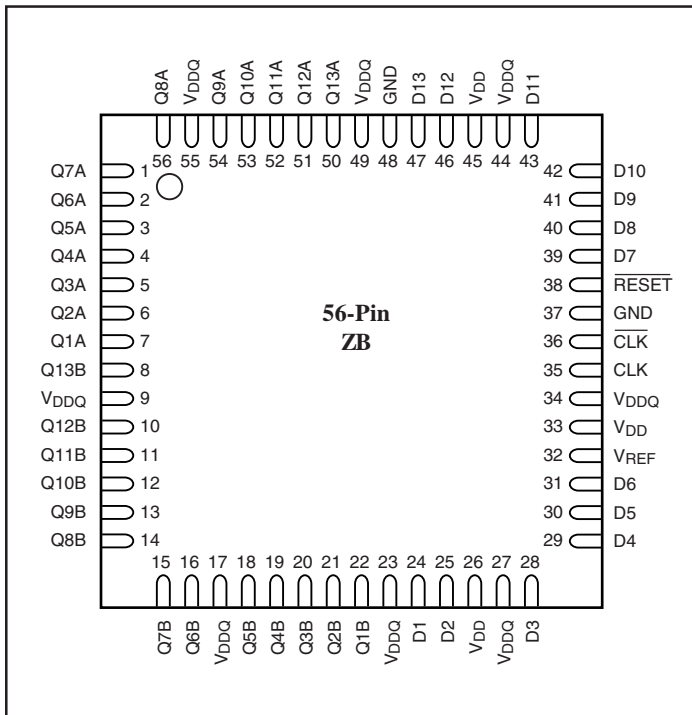 Q8A VDDQ Q9A Q10A Q11A Q12A Q13A VDDQ GND D13 D12 VDD VDDQ D11
56 55 54 53 52 51 50 49 48 47 46 45 44 43
Q7A 1
Q6A 2
Q5A 3
Q4A 4
Q3A 5
Q2A 6
Q1A 7
Q13B 8
VDDQ 9
Q12B 10
Q11B 11
Q10B 12
Q9B 13
Q8B 14
56-Pin
ZB
42 D10
41 D9
40 D8
39 D7
38 R̅E̅S̅E̅T̅
37 GND
36 C̅L̅K̅
35 CLK
34 VDDQ
33 VDD
32 VREF
31 D6
30 D5
29 D4
15 16 17 18 19 20 21 22 23 24 25 26 27 28
Q7B Q6B VDDQ Q5B Q4B Q3B Q2B Q1B VDDQ D1 D2 VDD VDDQ D3